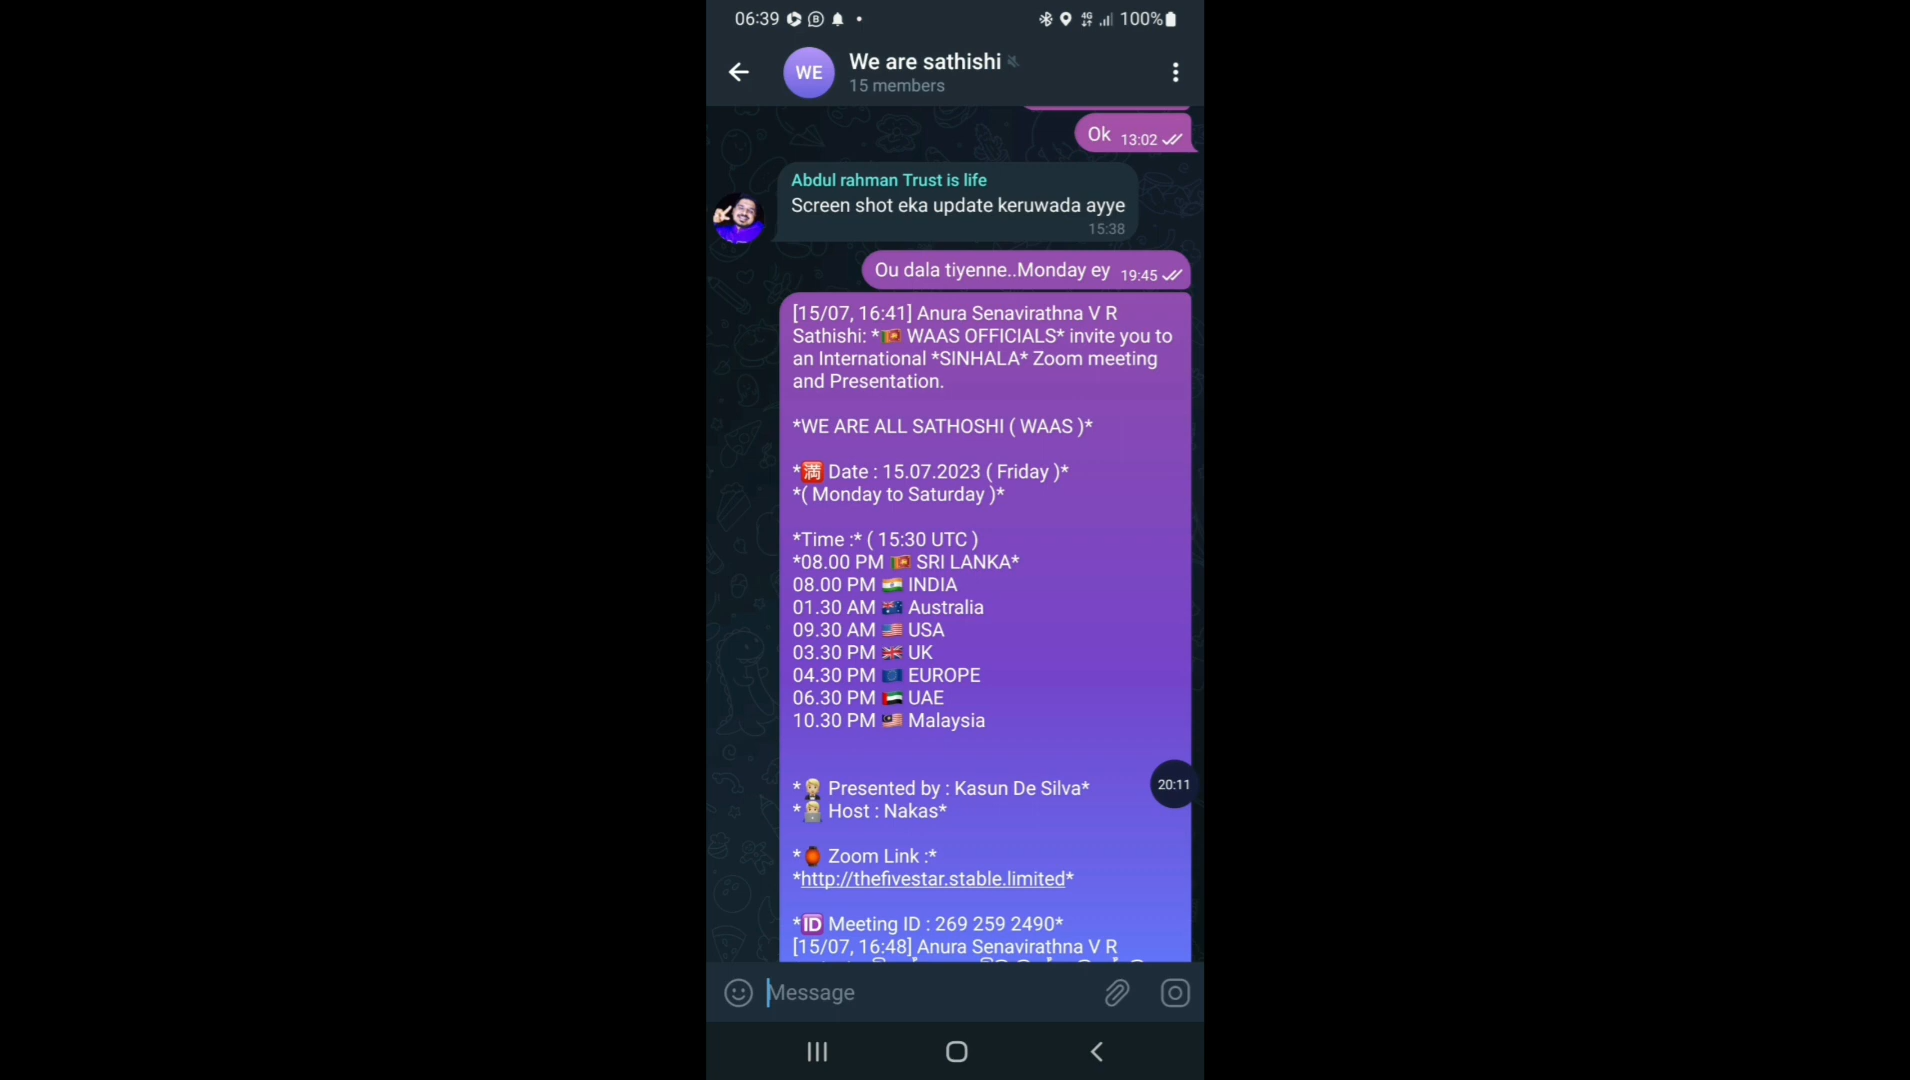 06:39
4G 100%
WE
We are sathishi
15 members
Ok 13:02
Abdul rahman Trust is life
Screen shot eka update keruwada ayye
15:38
Ou dala tiyenne..Monday ey 19:45
[15/07, 16:41] Anura Senavirathna V R
Sathishi: *🇱🇰 WAAS OFFICIALS* invite you to
an International *SINHALA* Zoom meeting
and Presentation.
*WE ARE ALL SATHOSHI ( WAAS )*
*🈵 Date : 15.07.2023 ( Friday )*
*( Monday to Saturday )*
*Time :* ( 15:30 UTC )
*08.00 PM 🇱🇰 SRI LANKA*
08.00 PM 🇮🇳 INDIA
01.30 AM 🇦🇺 Australia
09.30 AM 🇺🇸 USA
03.30 PM 🇬🇧 UK
04.30 PM 🇪🇺 EUROPE
06.30 PM 🇦🇪 UAE
10.30 PM 🇲🇾 Malaysia
*Presented by : Kasun De Silva*
20:11
*Host : Nakas*
*🏮 Zoom Link :*
*http://thefivestar.stable.limited*
*🆔 Meeting ID : 269 259 2490*
[15/07, 16:48] Anura Senavirathna V R
Message